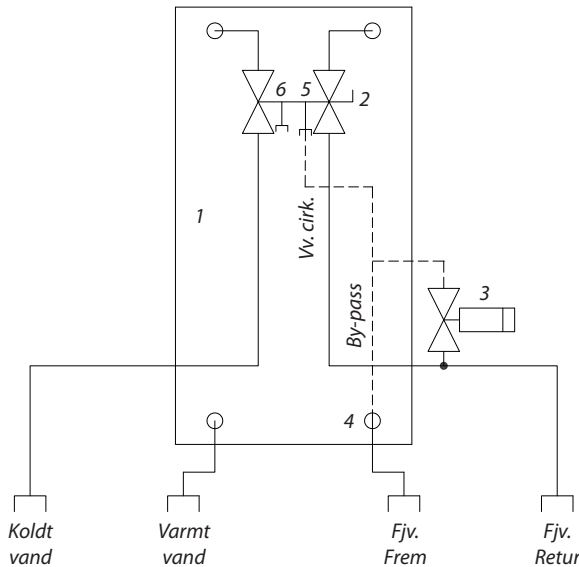 6 5
2
1
Vv. cirk.
3
By-pass
4
Koldt
vand
Varmt
vand
Fjv.
Frem
Fjv.
Retur